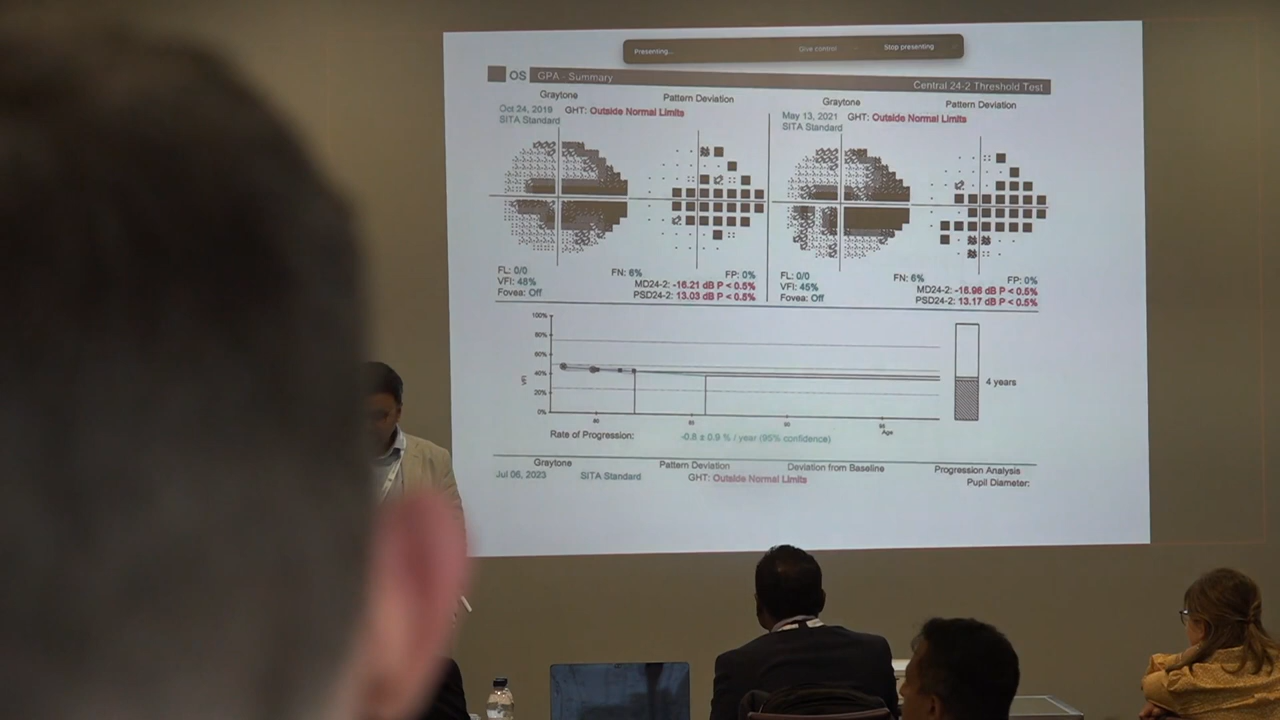 Presenting...
Give control
Stop presenting
OS
GPA - Summary
Central 24-2 Threshold Test
Graytone
Pattern Deviation
Graytone
Pattern Deviation
Oct 24, 2019
GHT: Outside Normal Limits
SITA Standard
May 13, 2021
GHT: Outside Normal Limits
SITA Standard
FL: 0/0
FN: 6%
FP: 0%
VFI: 48%
MD24-2: -16.21 dB P < 0.5%
Fovea: Off
PSD24-2: 13.03 dB P < 0.5%
FL: 0/0
FN: 6%
FP: 0%
VFI: 45%
MD24-2: -16.96 dB P < 0.5%
Fovea: Off
PSD24-2: 13.17 dB P < 0.5%
100%
80%
60%
40%
20%
0%
VFI
Age
4 years
Rate of Progression:
-0.8 ± 0.9 % / year (95% confidence)
Graytone
Pattern Deviation
Deviation from Baseline
Progression Analysis
Jul 06, 2023
SITA Standard
GHT: Outside Normal Limits
Pupil Diameter: